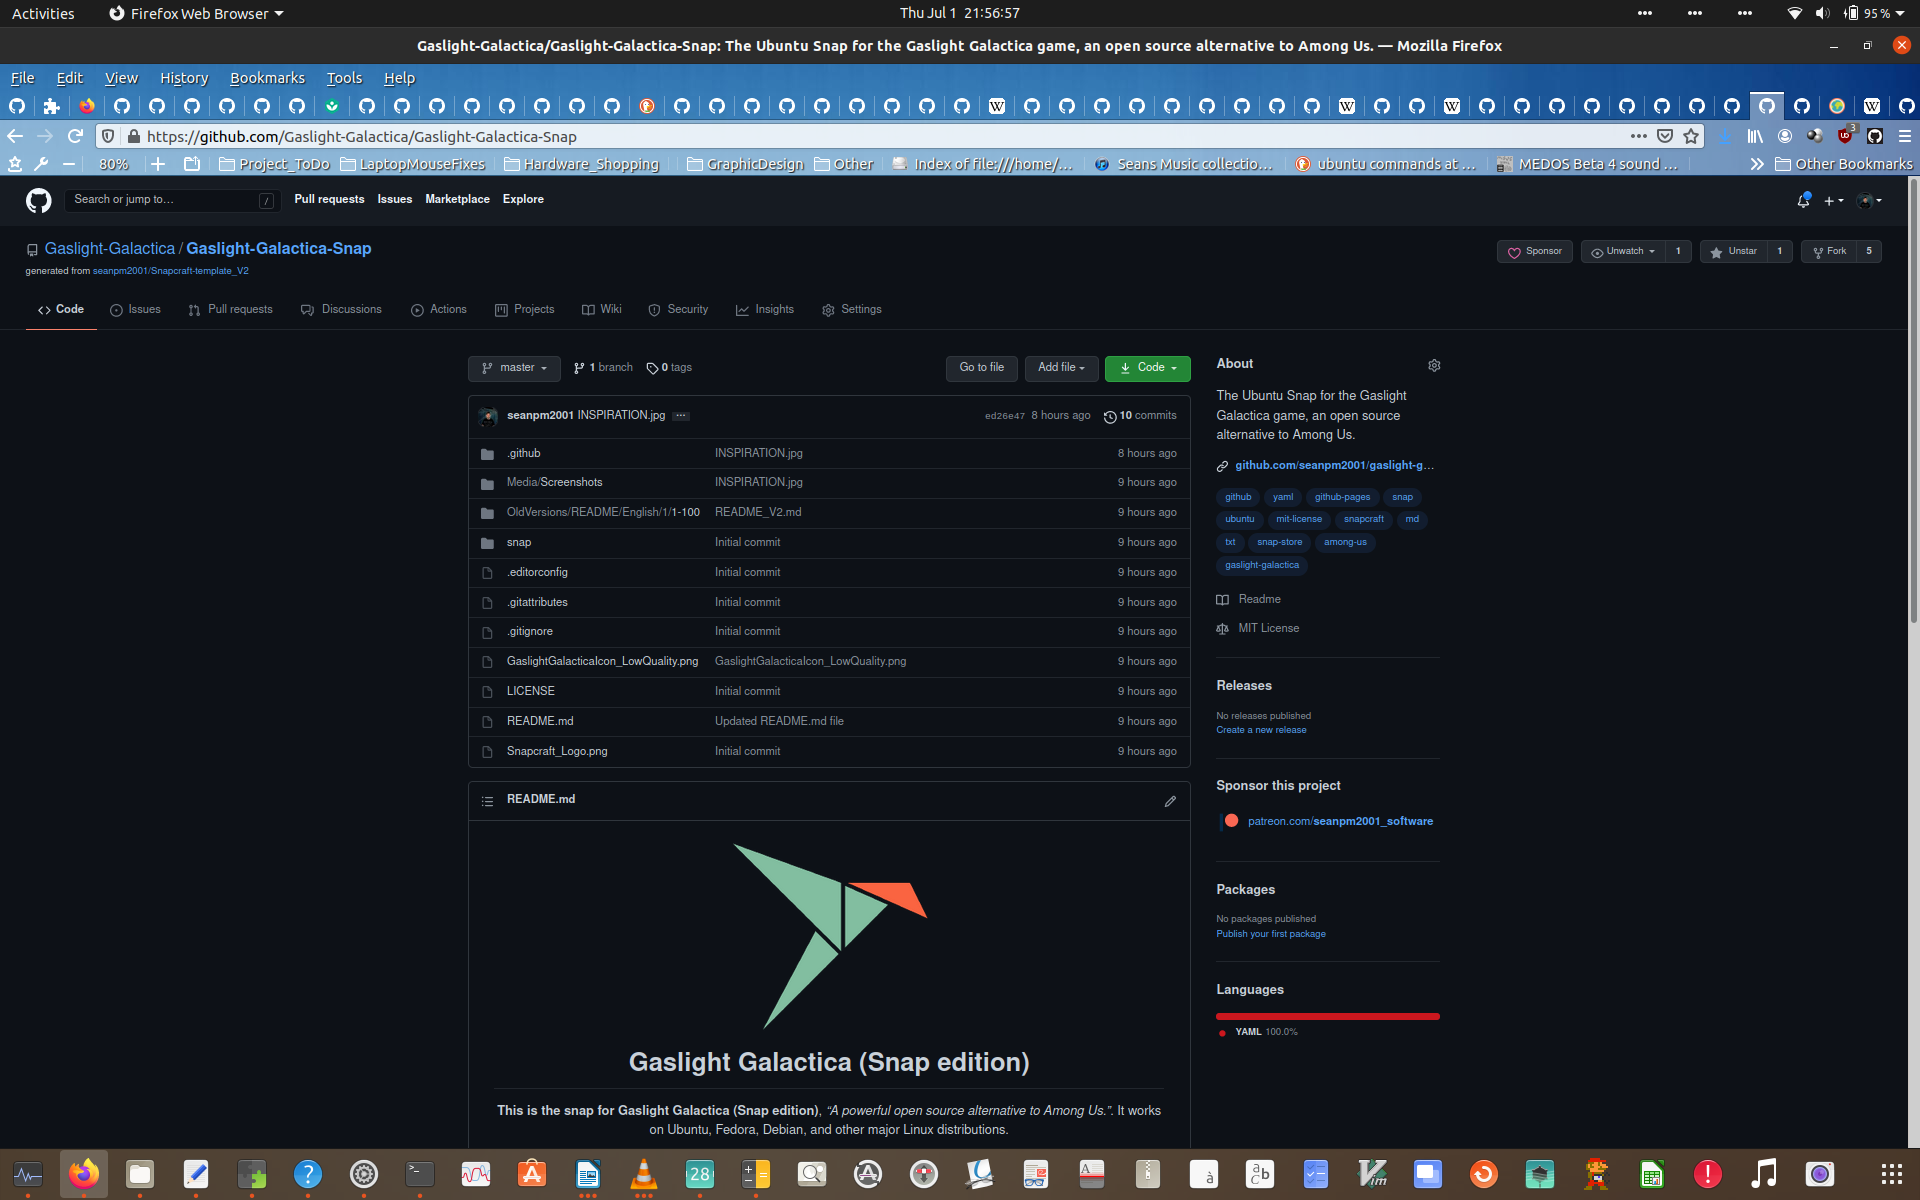 Activities
Firefox Web Browser
Thu Jul 1 21:56:57
95 %
Gaslight-Galactica/Gaslight-Galactica-Snap: The Ubuntu Snap for the Gaslight Galactica game, an open source alternative to Among Us. — Mozilla Firefox
File Edit View History Bookmarks Tools Help
https://github.com/Gaslight-Galactica/Gaslight-Galactica-Snap
3
80%
Project_ToDo
LaptopMouseFixes
Hardware_Shopping
GraphicDesign
Other
Index of file:///home/...
Seans Music collectio...
ubuntu commands at ...
MEDOS Beta 4 sound ...
Other Bookmarks
Search or jump to...
/
Pull requests
Issues
Marketplace
Explore
Gaslight-Galactica / Gaslight-Galactica-Snap
generated from seanpm2001/Snapcraft-template_V2
Sponsor
Unwatch 1
Unstar 1
Fork 5
Code
Issues
Pull requests
Discussions
Actions
Projects
Wiki
Security
Insights
Settings
master
1 branch
0 tags
Go to file
Add file
Code
seanpm2001 INSPIRATION.jpg ...
ed26e47 8 hours ago
10 commits
.github INSPIRATION.jpg 8 hours ago
Media/Screenshots INSPIRATION.jpg 9 hours ago
OldVersions/README/English/1/1-100 README_V2.md 9 hours ago
snap Initial commit 9 hours ago
.editorconfig Initial commit 9 hours ago
.gitattributes Initial commit 9 hours ago
.gitignore Initial commit 9 hours ago
GaslightGalacticaIcon_LowQuality.png GaslightGalacticaIcon_LowQuality.png 9 hours ago
LICENSE Initial commit 9 hours ago
README.md Updated README.md file 9 hours ago
Snapcraft_Logo.png Initial commit 9 hours ago
README.md
Gaslight Galactica (Snap edition)
This is the snap for Gaslight Galactica (Snap edition), “A powerful open source alternative to Among Us.”. It works
on Ubuntu, Fedora, Debian, and other major Linux distributions.
About
The Ubuntu Snap for the Gaslight
Galactica game, an open source
alternative to Among Us.
github.com/seanpm2001/gaslight-g...
github yaml github-pages snap
ubuntu mit-license snapcraft md
txt snap-store among-us
gaslight-galactica
Readme
MIT License
Releases
No releases published
Create a new release
Sponsor this project
patreon.com/seanpm2001_software
Packages
No packages published
Publish your first package
Languages
YAML 100.0%
28